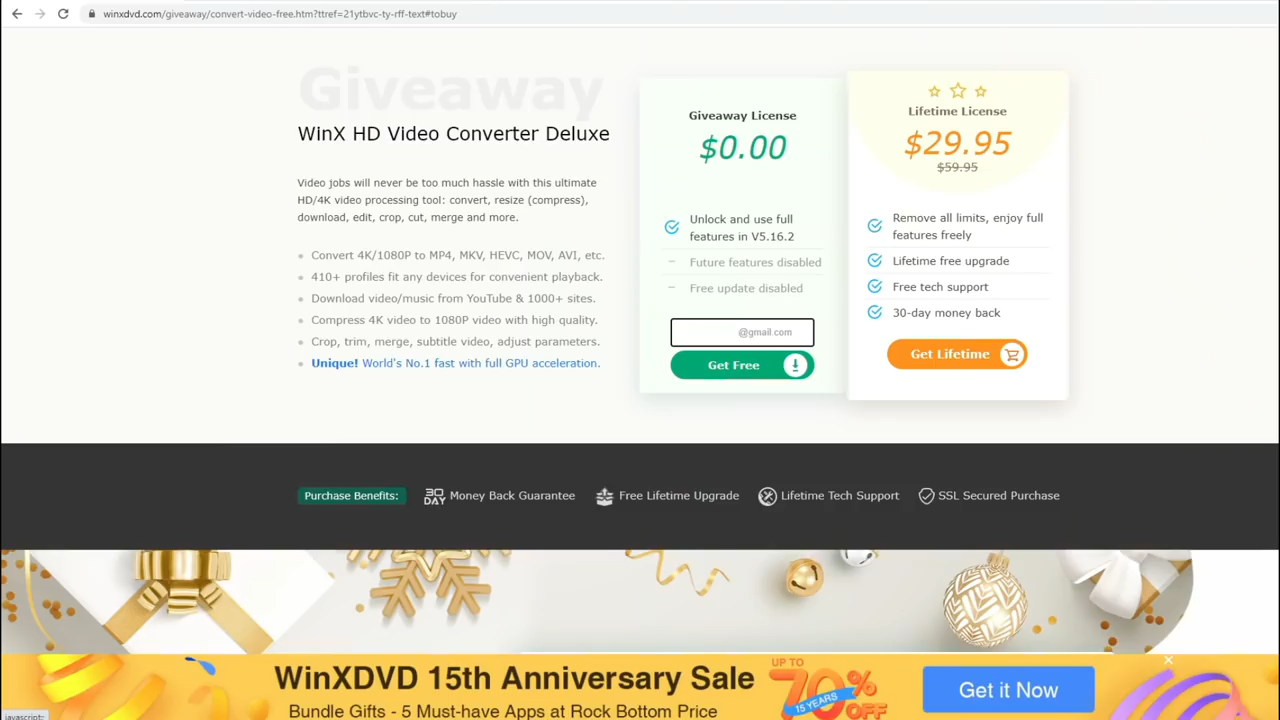 winxdvd.com/giveaway/convert-video-free.htm?ttref=21ytbvc-ty-rff-text#tobuy
Giveaway
WinX HD Video Converter Deluxe
Video jobs will never be too much hassle with this ultimate
HD/4K video processing tool: convert, resize (compress),
download, edit, crop, cut, merge and more.
Convert 4K/1080P to MP4, MKV, HEVC, MOV, AVI, etc.
410+ profiles fit any devices for convenient playback.
Download video/music from YouTube & 1000+ sites.
Compress 4K video to 1080P video with high quality.
Crop, trim, merge, subtitle video, adjust parameters.
Unique! World's No.1 fast with full GPU acceleration.
Giveaway License
$0.00
Unlock and use full
features in V5.16.2
Future features disabled
Free update disabled
@gmail.com
Get Free
Lifetime License
$29.95
$59.95
Remove all limits, enjoy full
features freely
Lifetime free upgrade
Free tech support
30-day money back
Get Lifetime
Purchase Benefits:
30 DAY Money Back Guarantee
Free Lifetime Upgrade
Lifetime Tech Support
SSL Secured Purchase
WinXDVD 15th Anniversary Sale
Bundle Gifts - 5 Must-have Apps at Rock Bottom Price
UP TO
70% OFF
15 YEARS
Get it Now
javascript: